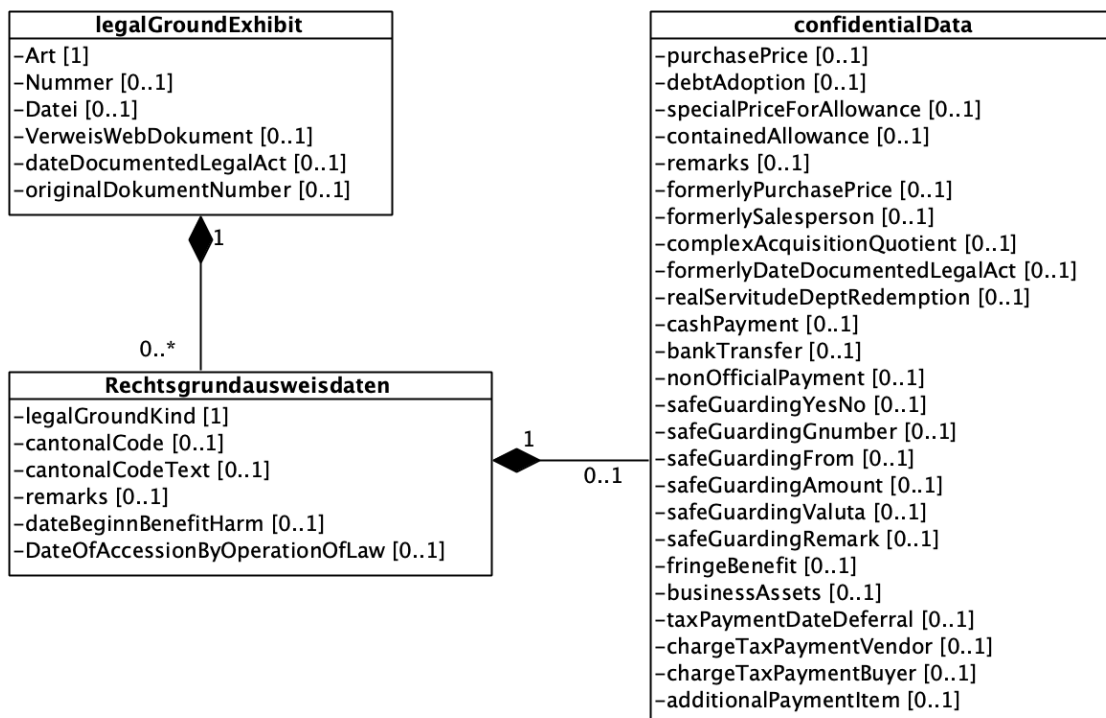 legalGroundExhibit
-Art [1]
-Nummer [0..1]
-Datei [0..1]
-VerweisWebDokument [0..1]
-dateDocumentedLegalAct [0..1]
-originalDokumentNumber [0..1]
1
0..*
Rechtsgrundausweisdaten
-legalGroundKind [1]
-cantonalCode [0..1]
-cantonalCodeText [0..1]
-remarks [0..1]
-dateBeginnBenefitHarm [0..1]
-DateOfAccessionByOperationOfLaw [0..1]
1
0..1
confidentialData
-purchasePrice [0..1]
-debtAdoption [0..1]
-specialPriceForAllowance [0..1]
-containedAllowance [0..1]
-remarks [0..1]
-formerlyPurchasePrice [0..1]
-formerlySalesperson [0..1]
-complexAcquisitionQuotient [0..1]
-formerlyDateDocumentedLegalAct [0..1]
-realServitudeDeptRedemption [0..1]
-cashPayment [0..1]
-bankTransfer [0..1]
-nonOfficialPayment [0..1]
-safeGuardingYesNo [0..1]
-safeGuardingGnumber [0..1]
-safeGuardingFrom [0..1]
-safeGuardingAmount [0..1]
-safeGuardingValuta [0..1]
-safeGuardingRemark [0..1]
-fringeBenefit [0..1]
-businessAssets [0..1]
-taxPaymentDateDeferral [0..1]
-chargeTaxPaymentVendor [0..1]
-chargeTaxPaymentBuyer [0..1]
-additionalPaymentItem [0..1]